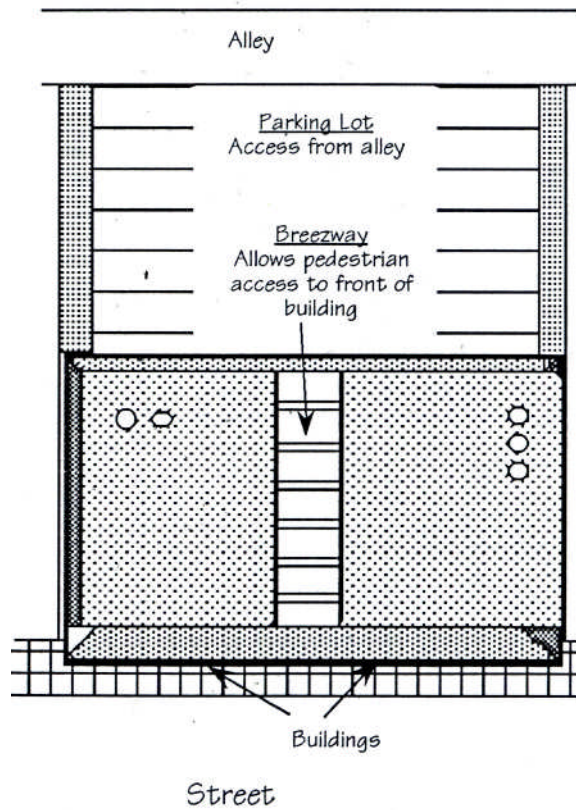 Alley
Parking Lot
Access from alley
Breezway
Allows pedestrian
access to front of
building
Buildings
Street